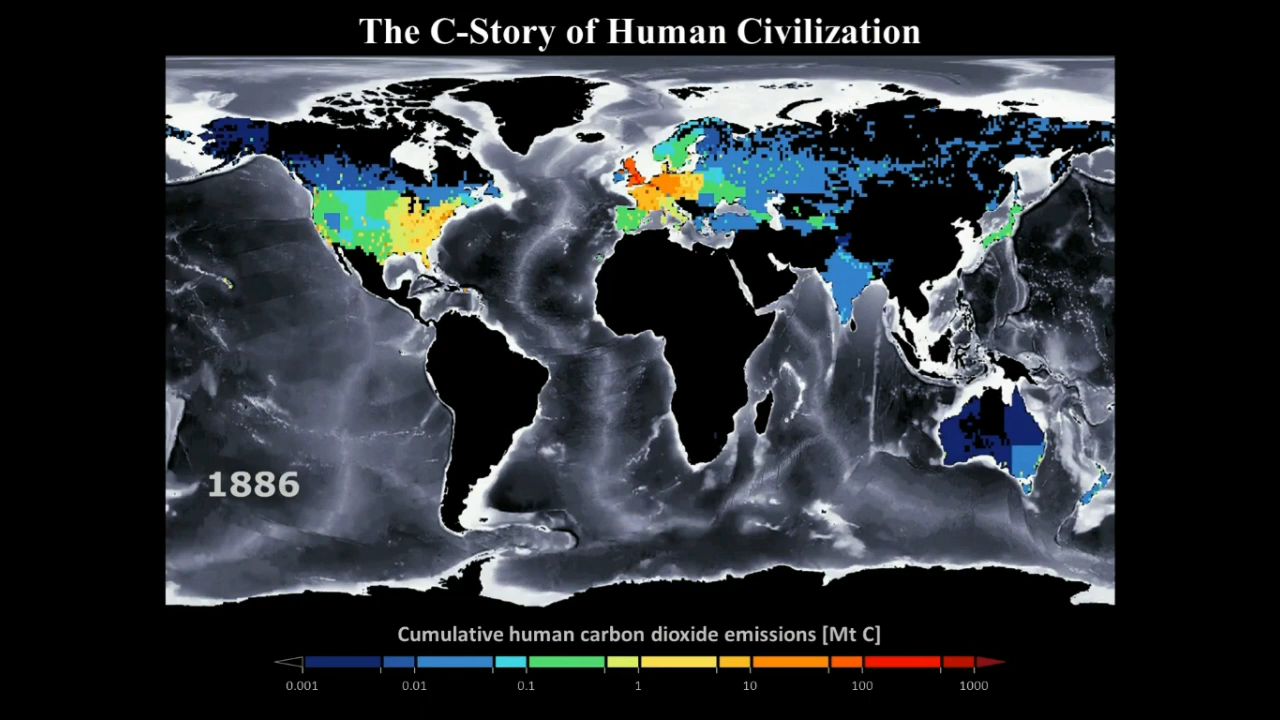 The C-Story of Human Civilization
1886
Cumulative human carbon dioxide emissions [Mt C]
0.001 0.01 0.1 1 10 100 1000